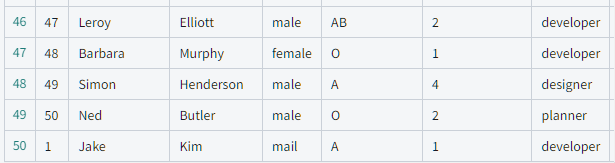 46 47 Leroy Elliott male AB 2 developer
47 48 Barbara Murphy female O 1 developer
48 49 Simon Henderson male A 4 designer
49 50 Ned Butler male O 2 planner
50 1 Jake Kim mail A 1 developer